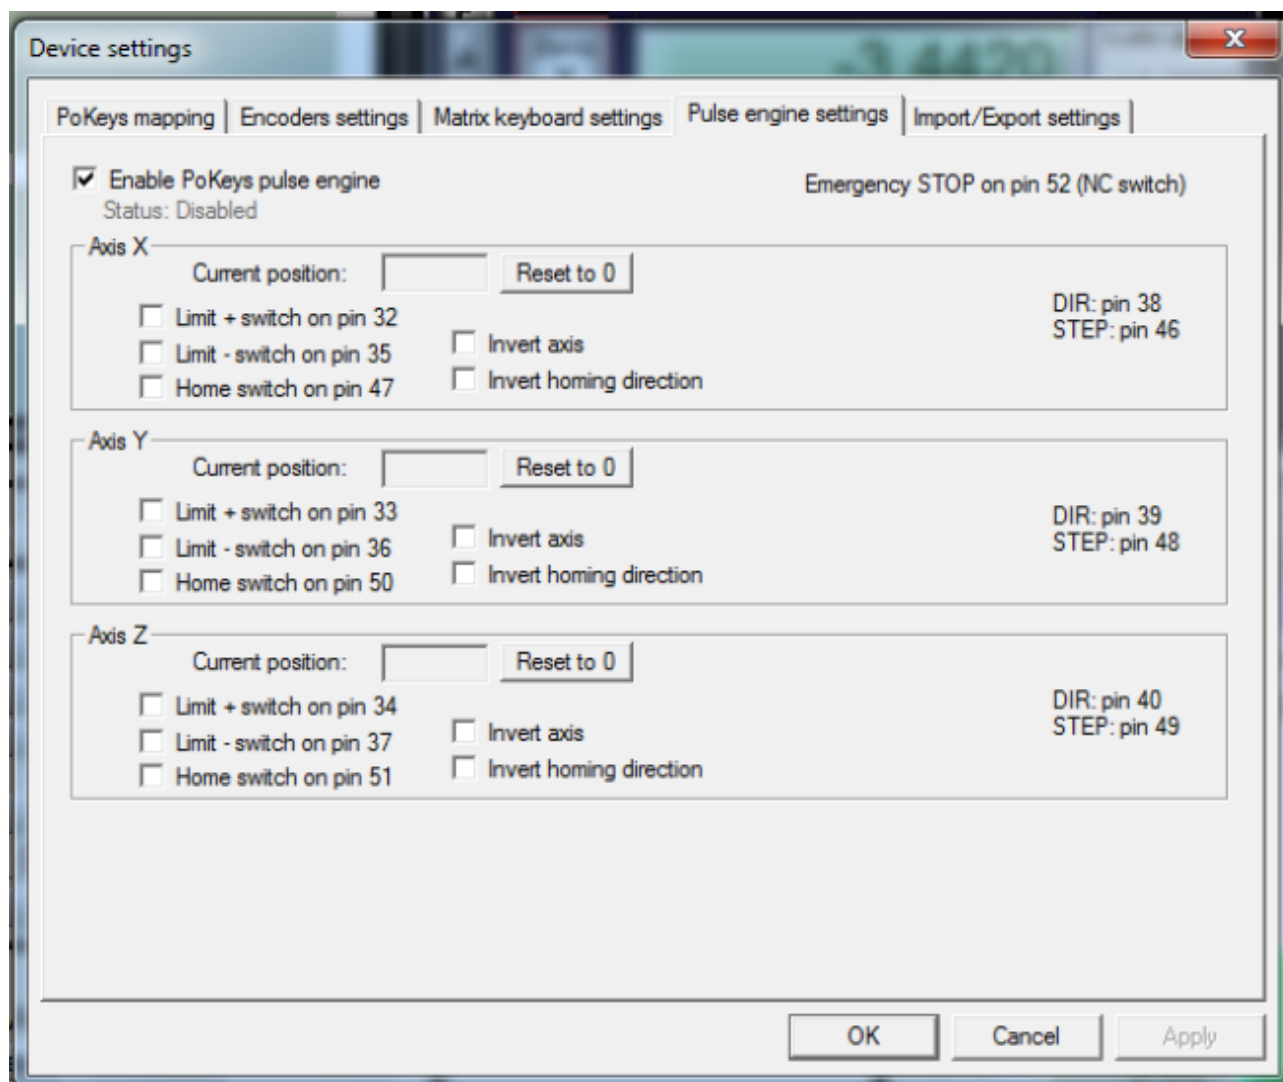 Device settings
-3.4420
PoKeys mapping
Encoders settings
Matrix keyboard settings
Pulse engine settings
Import/Export settings
Enable PoKeys pulse engine
Emergency STOP on pin 52 (NC switch)
Status: Disabled
Axis X
Current position:
Reset to 0
Limit + switch on pin 32
Limit - switch on pin 35
Home switch on pin 47
Invert axis
Invert homing direction
DIR: pin 38
STEP: pin 46
Axis Y
Current position:
Reset to 0
Limit + switch on pin 33
Limit - switch on pin 36
Home switch on pin 50
Invert axis
Invert homing direction
DIR: pin 39
STEP: pin 48
Axis Z
Current position:
Reset to 0
Limit + switch on pin 34
Limit - switch on pin 37
Home switch on pin 51
Invert axis
Invert homing direction
DIR: pin 40
STEP: pin 49
OK
Cancel
Apply